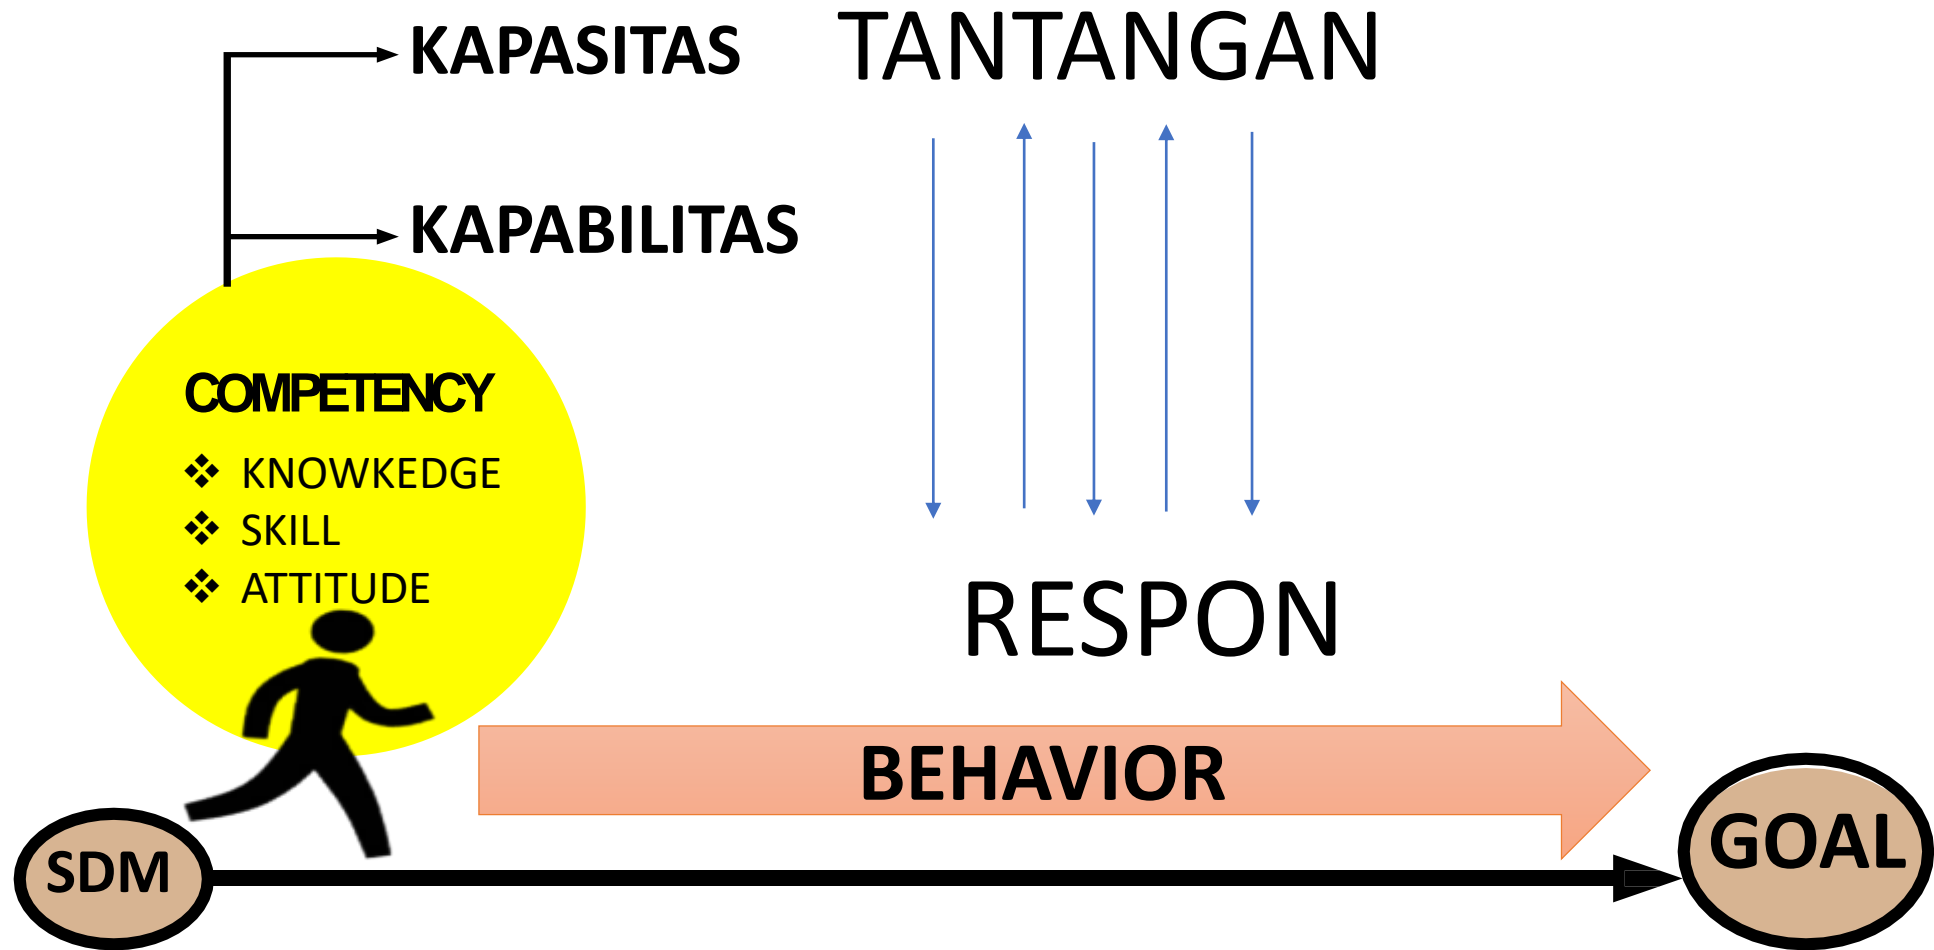 KAPASITAS
TANTANGAN
KAPABILITAS
COMPETENCY
❖ KNOWKEDGE
❖ SKILL
❖ ATTITUDE
RESPON
BEHAVIOR
SDM
GOAL